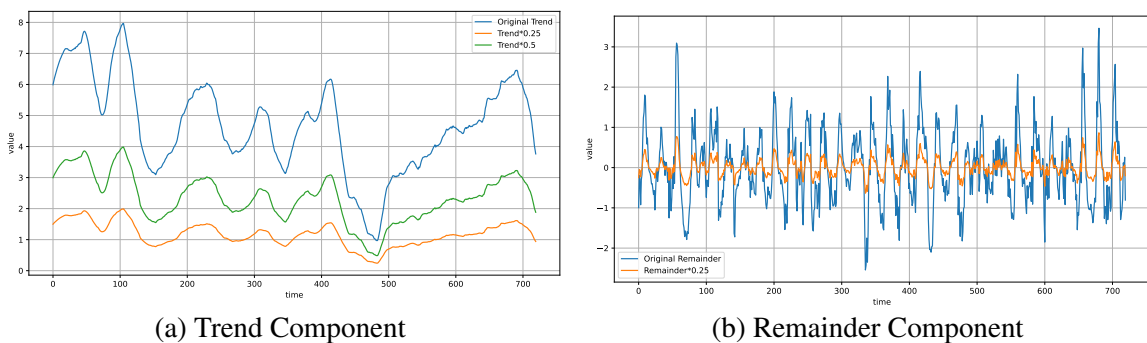 8
7
6
5
4
3
2
1
0
value
Original Trend
Trend*0.25
Trend*0.5
0 100 200 300 400 500 600 700
time
(a) Trend Component
3
2
1
0
−1
−2
value
Original Remainder
Remainder*0.25
0 100 200 300 400 500 600 700
time
(b) Remainder Component